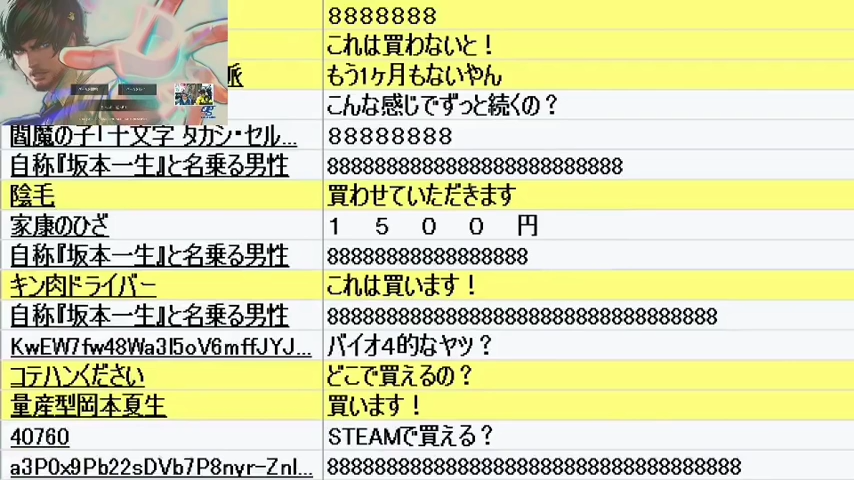 8888888
これは買わないと！
派 もう1ヶ月もないやん
こんな感じでずっと続くの？
閻魔の子「十文字 タカシ・セル... 88888888
自称『坂本一生』と名乗る男性 8888888888888888888888888
陰毛 買わせていただきます
家康のひざ 1 5 0 0 円
自称『坂本一生』と名乗る男性 88888888888888888
キン肉ドライバー これは買います！
自称『坂本一生』と名乗る男性 888888888888888888888888888888888
KwEW7fw48Wa3I5oV6mffJYJ... バイオ4的なヤツ？
コテハンください どこで買えるの？
量産型岡本夏生 買います！
40760 STEAMで買える？
a3P0x9Pb22sDVb7P8nyr-ZnI... 88888888888888888888888888888888888